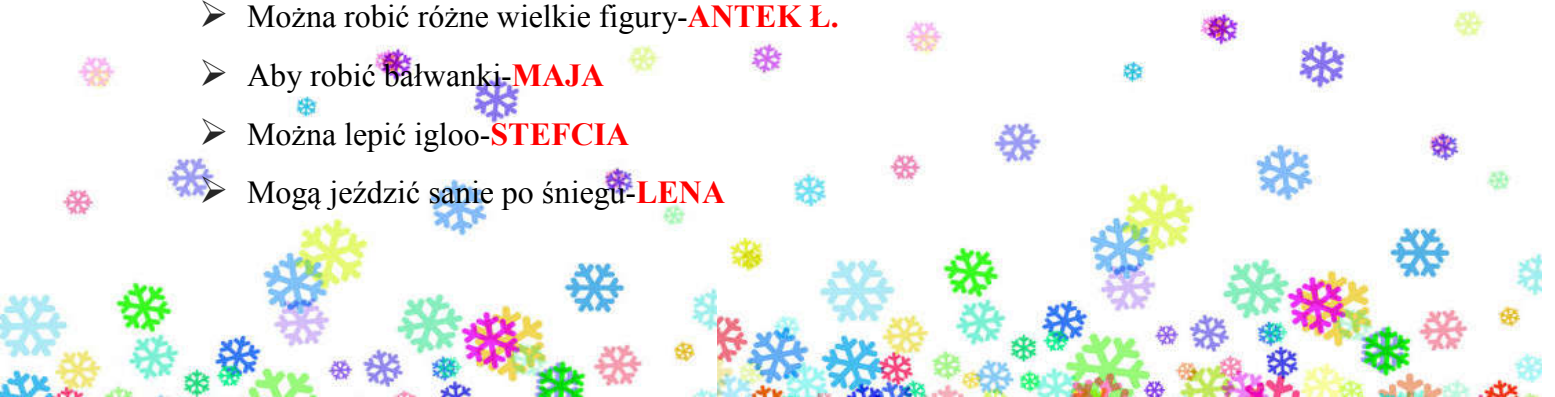 ➢ Można robić różne wielkie figury-ANTEK Ł.
➢ Aby robić bałwanki-MAJA
➢ Można lepić igloo-STEFCIA
➢ Mogą jeździć sanie po śniegu-LENA